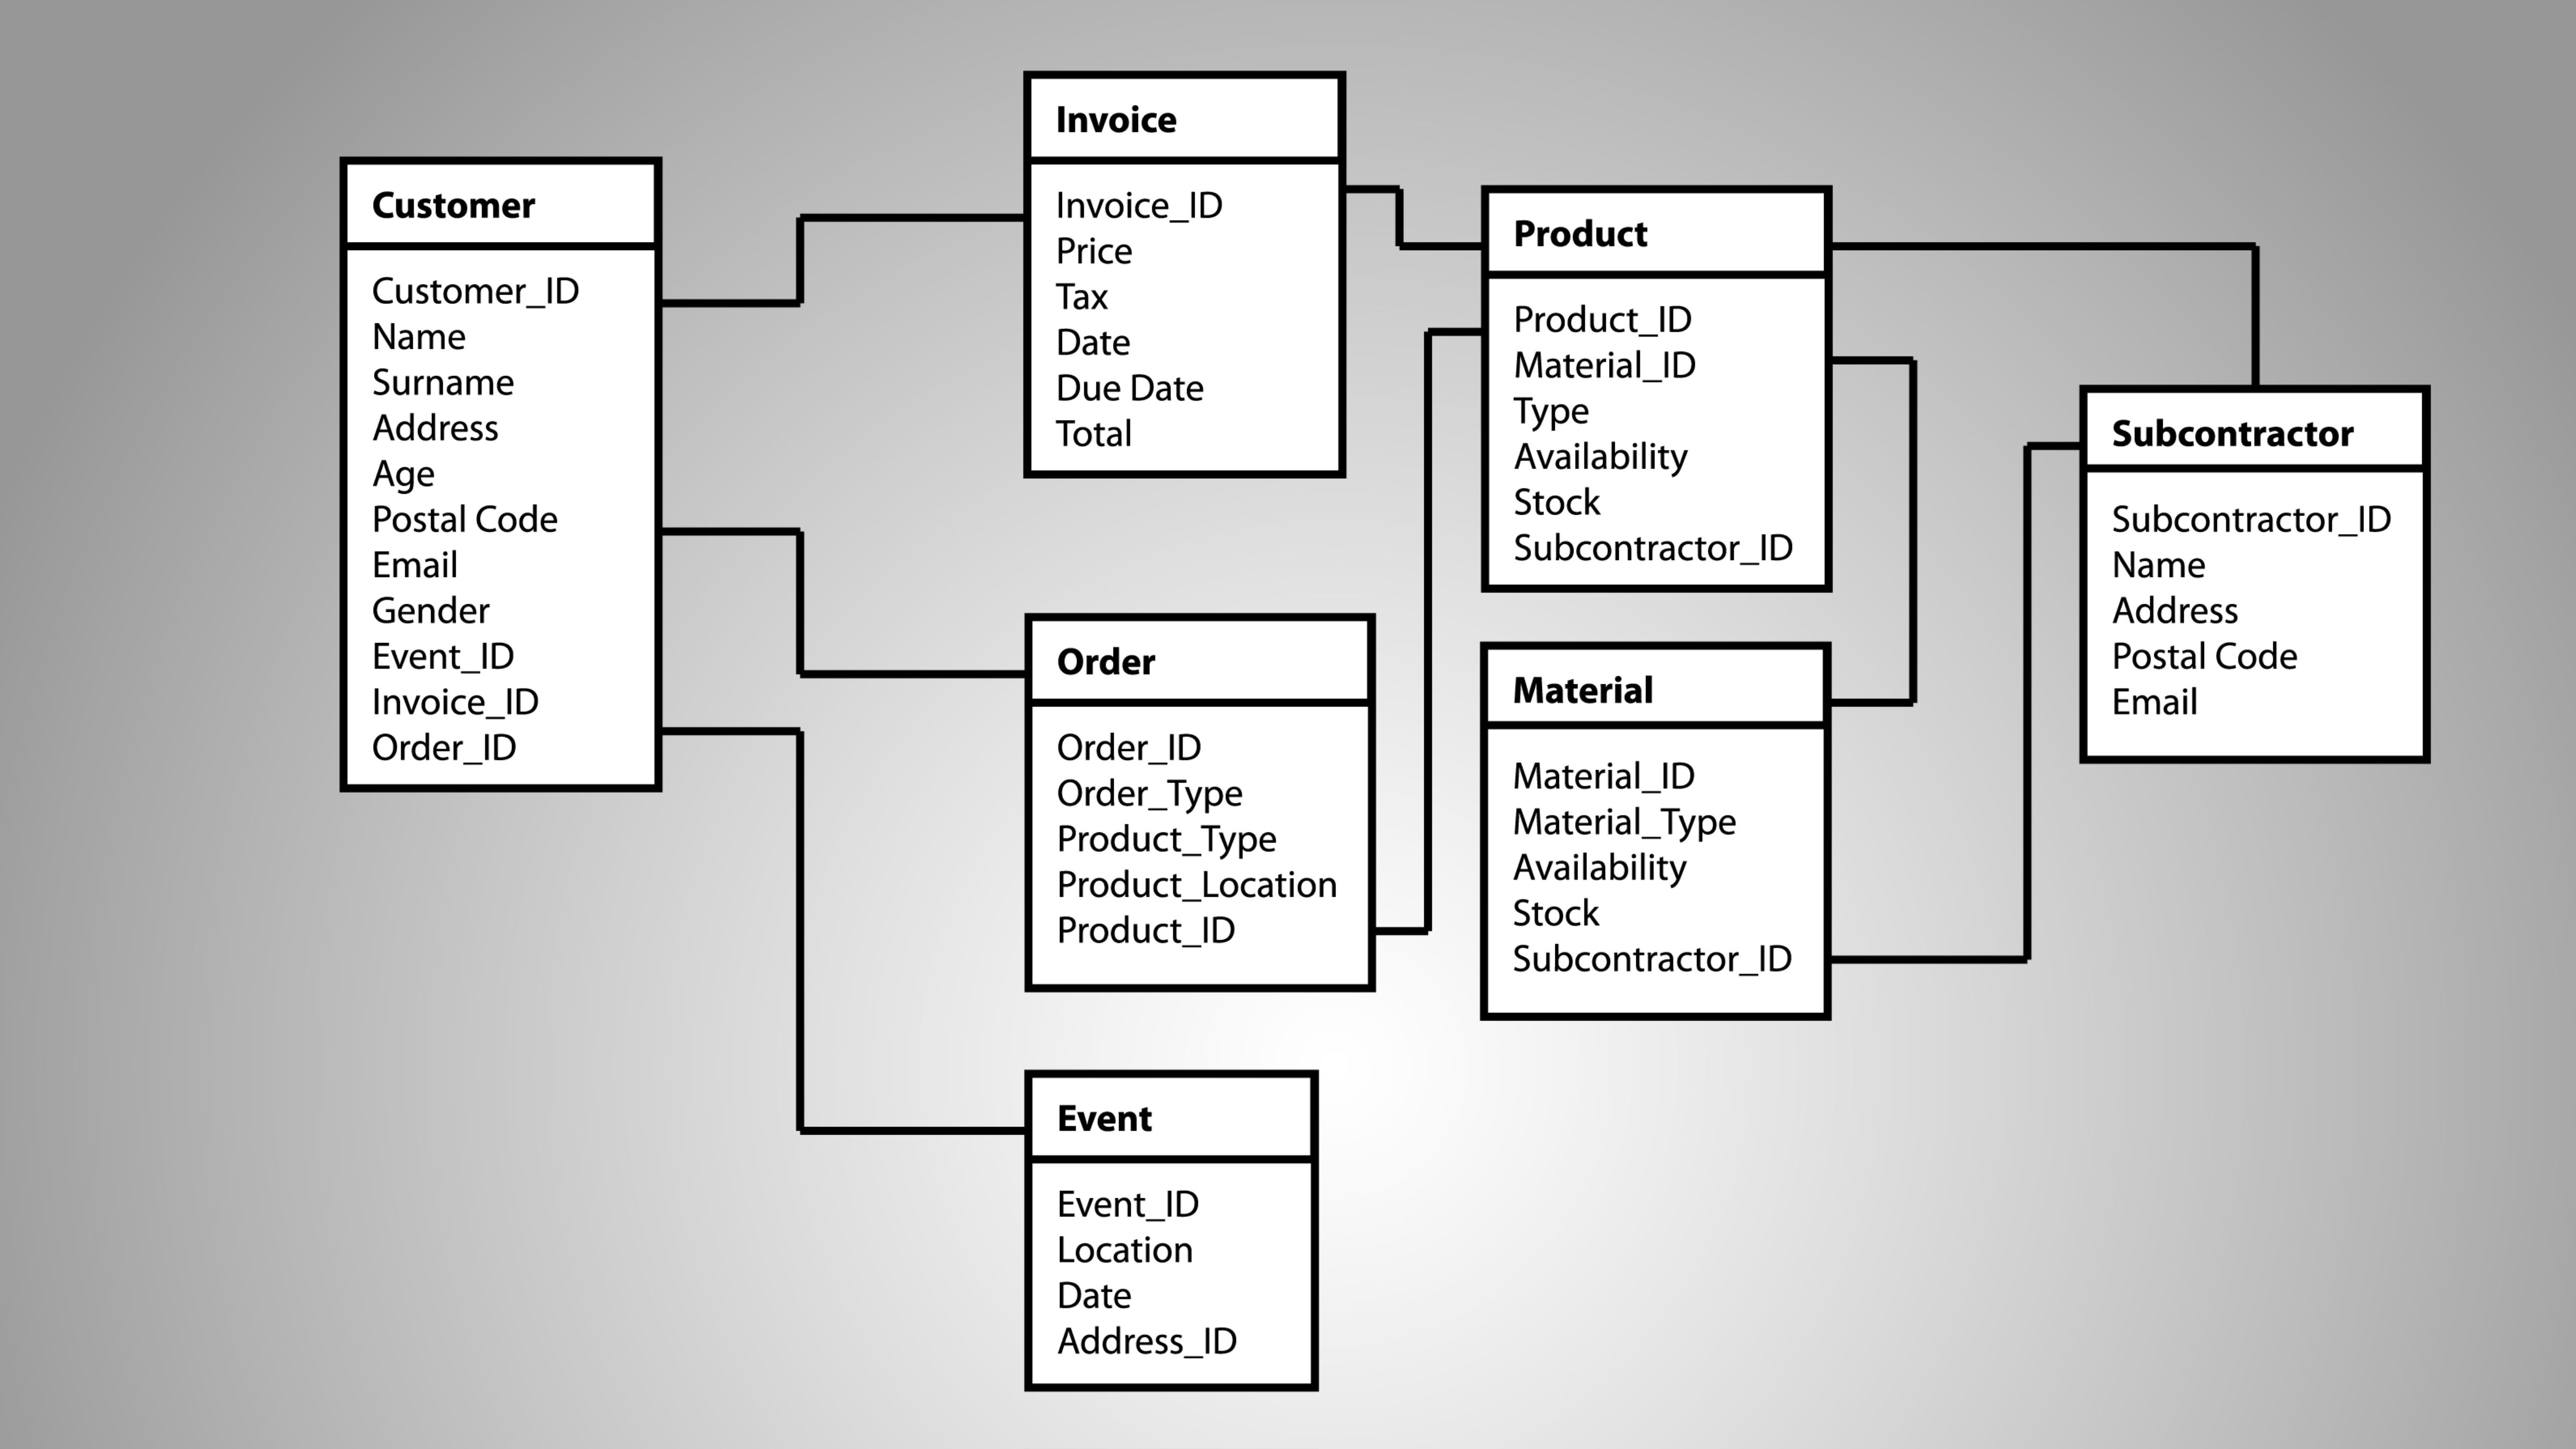 Customer
Customer_ID
Name
Surname
Address
Age
Postal Code
Email
Gender
Event_ID
Invoice_ID
Order_ID
Invoice
Invoice_ID
Price
Tax
Date
Due Date
Total
Order
Order_ID
Order_Type
Product_Type
Product_Location
Product_ID
Event
Event_ID
Location
Date
Address_ID
Product
Product_ID
Material_ID
Type
Availability
Stock
Subcontractor_ID
Material
Material_ID
Material_Type
Availability
Stock
Subcontractor_ID
Subcontractor
Subcontractor_ID
Name
Address
Postal Code
Email